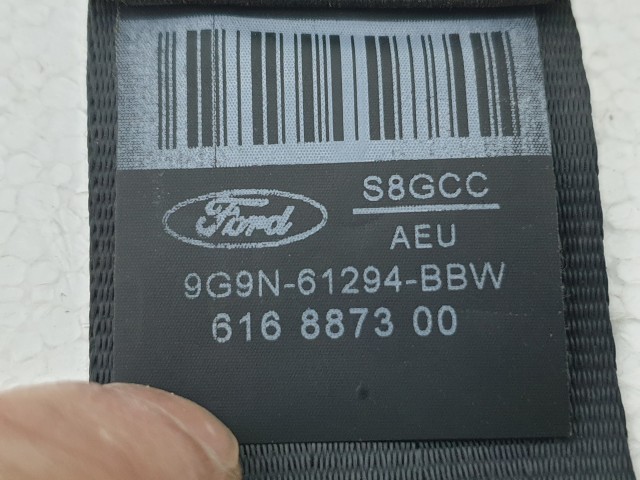 S8GCC
Ford
AEU
9G9N-61294-BBW
616 8873 00